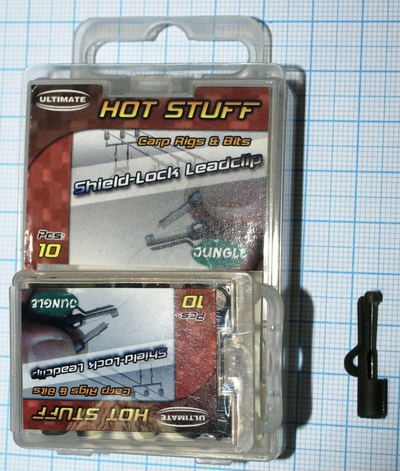 ULTIMATE
HOT STUFF
Carp Rigs & Bits
Shield-Lock Leadclip
Pcs:
10
JUNGLE
HOT STUFF
ULTIMATE
Carp Rigs & Bits
Shield-Lock Leadclip
Pcs:
10
JUNGLE